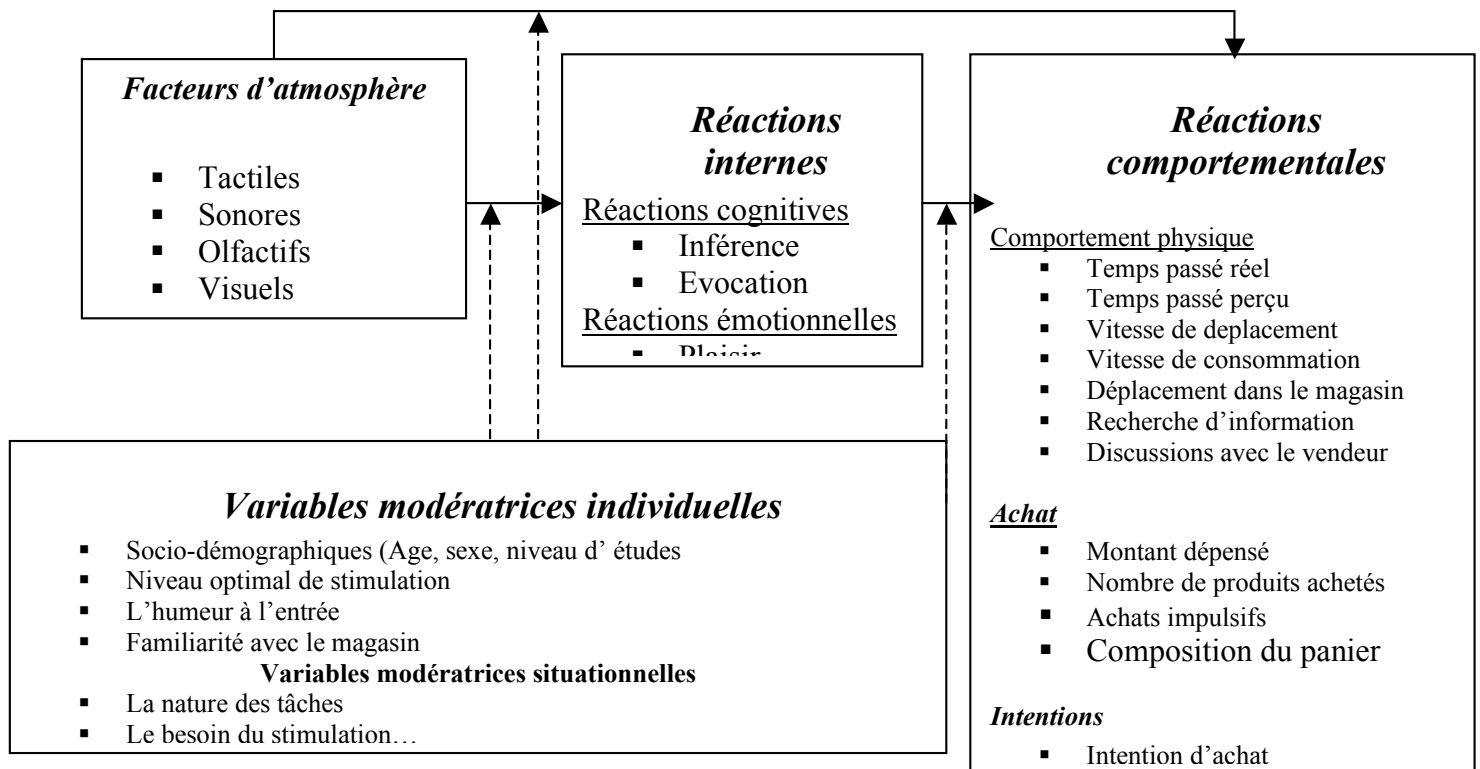 Facteurs d’atmosphère
▪ Tactiles
▪ Sonores
▪ Olfactifs
▪ Visuels
Réactions
internes
Réactions cognitives
▪ Inférence
▪ Evocation
Réactions émotionnelles
▪ Plaisir
Réactions
comportementales
Comportement physique
▪ Temps passé réel
▪ Temps passé perçu
▪ Vitesse de deplacement
▪ Vitesse de consommation
▪ Déplacement dans le magasin
▪ Recherche d’information
▪ Discussions avec le vendeur
Achat
▪ Montant dépensé
▪ Nombre de produits achetés
▪ Achats impulsifs
▪ Composition du panier
Intentions
▪ Intention d’achat
Variables modératrices individuelles
▪ Socio-démographiques (Age, sexe, niveau d’ études
▪ Niveau optimal de stimulation
▪ L’humeur à l’entrée
▪ Familiarité avec le magasin
Variables modératrices situationnelles
▪ La nature des tâches
▪ Le besoin du stimulation…